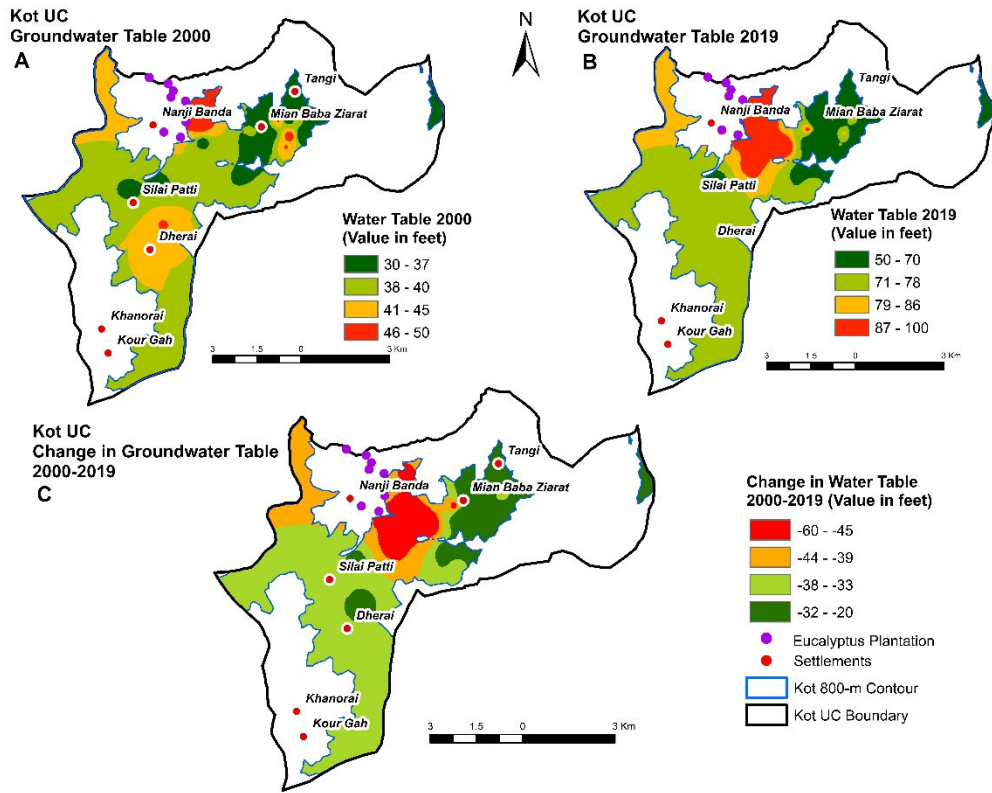 Kot UC
Groundwater Table 2000
A
Tangi
Nanji Banda
Mian Baba Ziarat
Silai Patti
Dherai
Khanorai
Kour Gah
Water Table 2000
(Value in feet)
30 - 37
38 - 40
41 - 45
46 - 50
3 1.5 0 3 Km
N
Kot UC
Groundwater Table 2019
B
Tangi
Nanji Banda
Mian Baba Ziarat
Silai Patti
Dherai
Khanorai
Kour Gah
Water Table 2019
(Value in feet)
50 - 70
71 - 78
79 - 86
87 - 100
3 1.5 0 3 Km
Kot UC
Change in Groundwater Table
2000-2019
C
Tangi
Nanji Banda
Mian Baba Ziarat
Silai Patti
Dherai
Khanorai
Kour Gah
3 1.5 0 3 Km
Change in Water Table
2000-2019 (Value in feet)
-60 - -45
-44 - -39
-38 - -33
-32 - -20
Eucalyptus Plantation
Settlements
Kot 800-m Contour
Kot UC Boundary